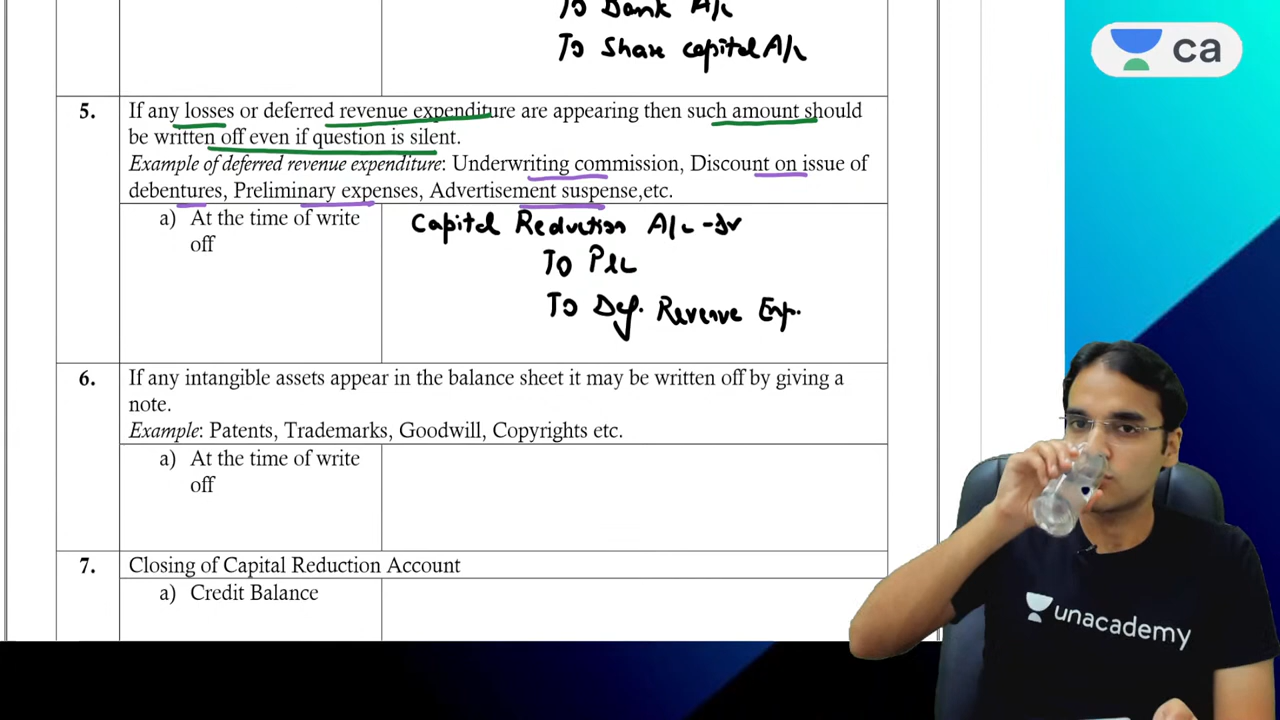 To Bank A/c
To Share capital A/c
5. If any losses or deferred revenue expenditure are appearing then such amount should
be written off even if question is silent.
Example of deferred revenue expenditure: Underwriting commission, Discount on issue of
debentures, Preliminary expenses, Advertisement suspense,etc.
a) At the time of write
off
Capital Reduction A/c -Dr
To P&L
To Def. Revenue Exp.
6. If any intangible assets appear in the balance sheet it may be written off by giving a
note.
Example: Patents, Trademarks, Goodwill, Copyrights etc.
a) At the time of write
off
7. Closing of Capital Reduction Account
a) Credit Balance
ca
unacademy